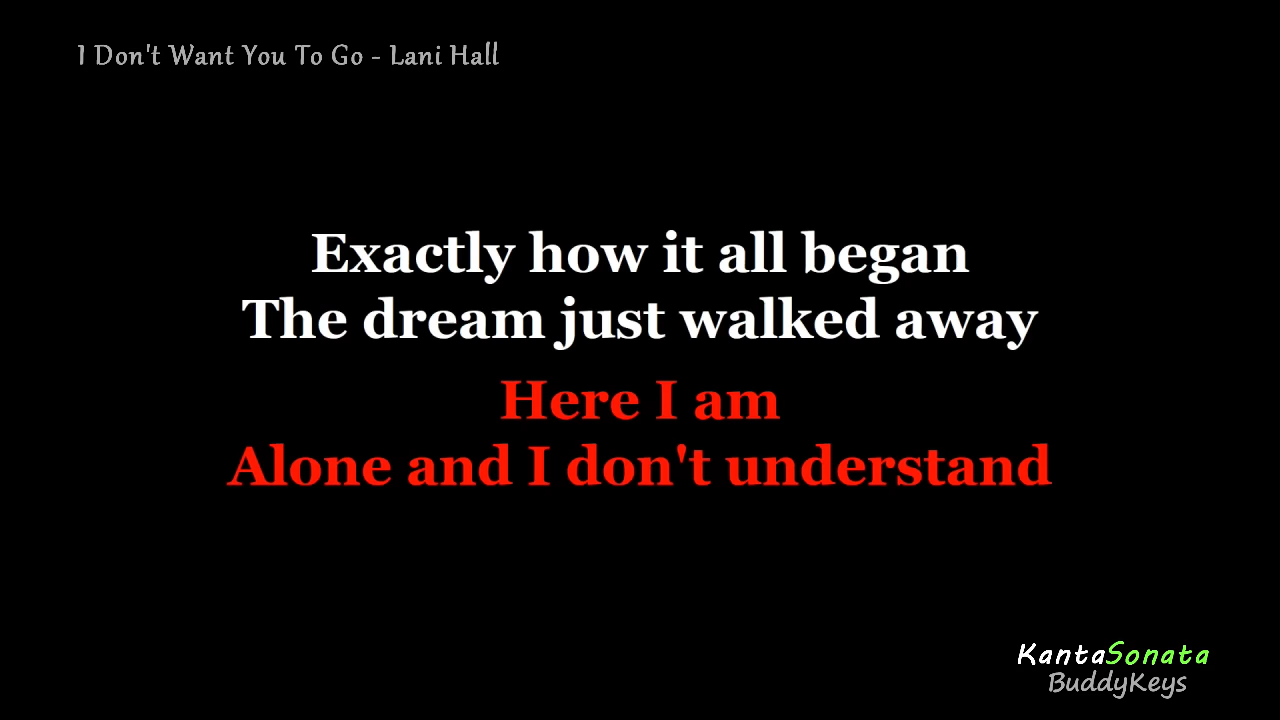 I Don't Want You To Go - Lani Hall
Exactly how it all began
The dream just walked away
Here I am
Alone and I don't understand
KantaSonata
BuddyKeys